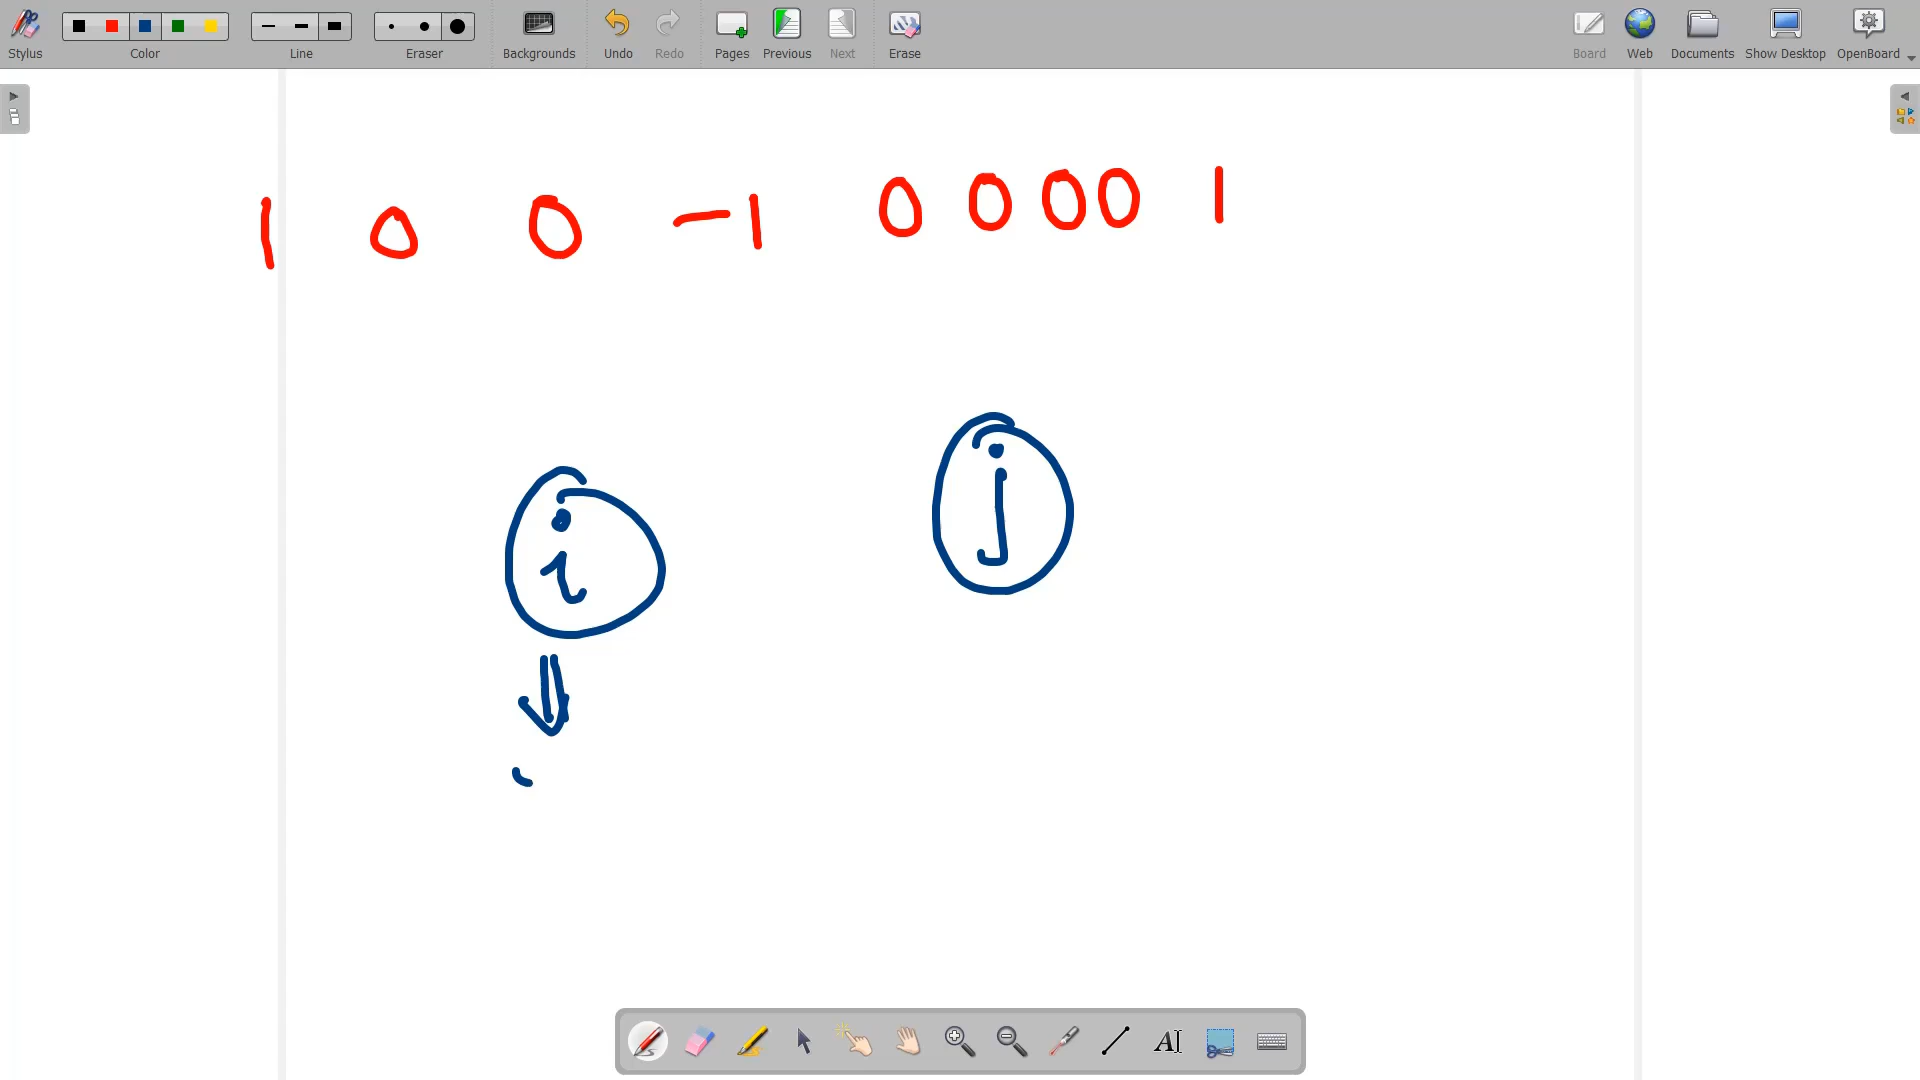 Stylus Color Line Eraser Backgrounds Undo Redo Pages Previous Next Erase Board Web Documents Show Desktop OpenBoard
1 0 0 -1 0 0 0 0 1
i j